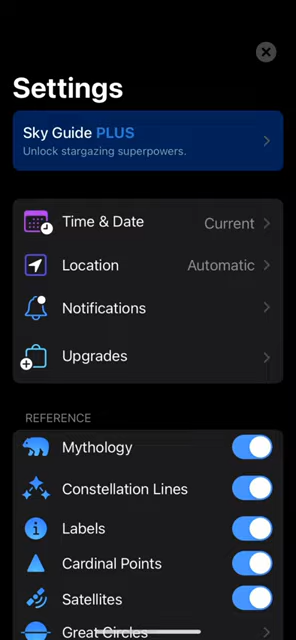 Settings
Sky Guide PLUS
Unlock stargazing superpowers.
Time & Date Current
Location Automatic
Notifications
Upgrades
REFERENCE
Mythology
Constellation Lines
Labels
Cardinal Points
Satellites
Great Circles